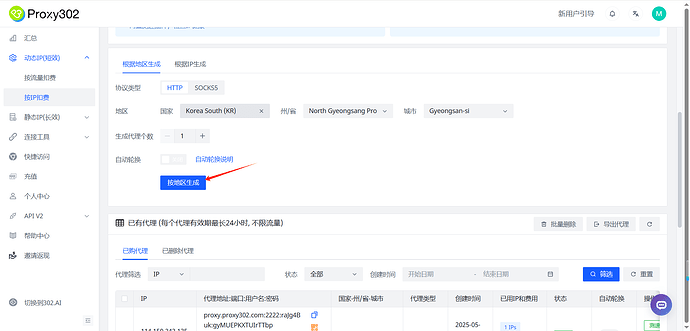 Proxy302
新用户引导
M
汇总
动态IP(短效)
按流量扣费
按IP扣费
静态IP(长效)
连接工具
快捷访问
充值
个人中心
API V2
帮助中心
邀请返现
切换到302.AI
根据地区生成 根据IP生成
协议类型 HTTP SOCKS5
地区 国家 Korea South (KR) 州/省 North Gyeongsang Pro 城市 Gyeongsan-si
生成代理个数 1
自动轮换 自动轮换说明
按地区生成
已有代理 (每个代理有效期最长24小时, 不限流量) 批量删除 导出代理
已购代理 已删除代理
代理筛选 IP 状态 全部 创建时间 开始日期 - 结束日期 筛选 重置
IP 代理地址:端口:用户名:密码 国家-州/省-城市 代理类型 创建时间 已用IP和费用 状态 自动轮换 操作
proxy.proxy302.com:2222:raJg4B
uk:gyMUEPKXTUIrTTbp
2025-05-
1 IPs